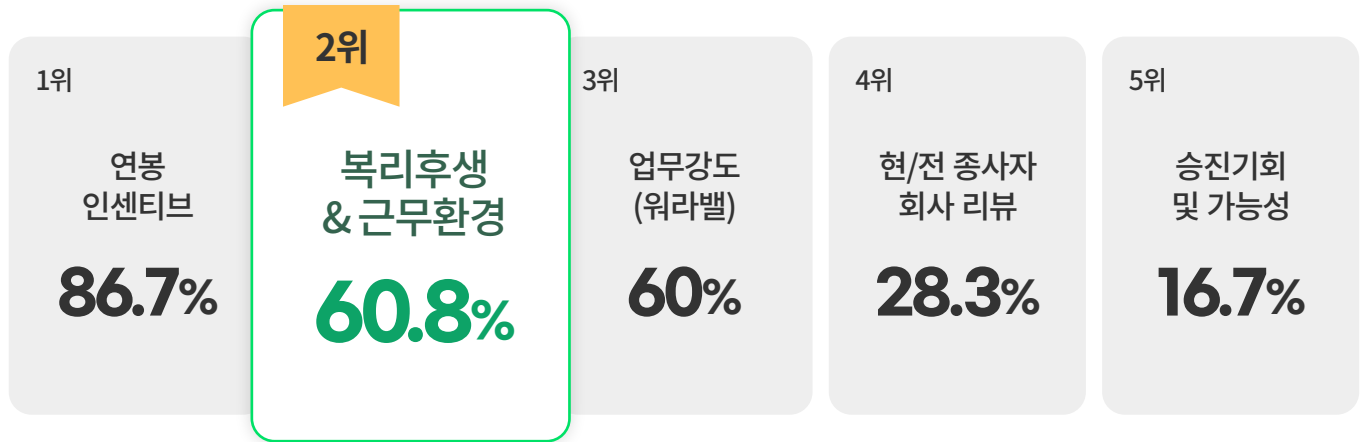 1위
연봉
인센티브
86.7%
2위
복리후생
& 근무환경
60.8%
3위
업무강도
(워라밸)
60%
4위
현/전 종사자
회사 리뷰
28.3%
5위
승진기회
및 가능성
16.7%